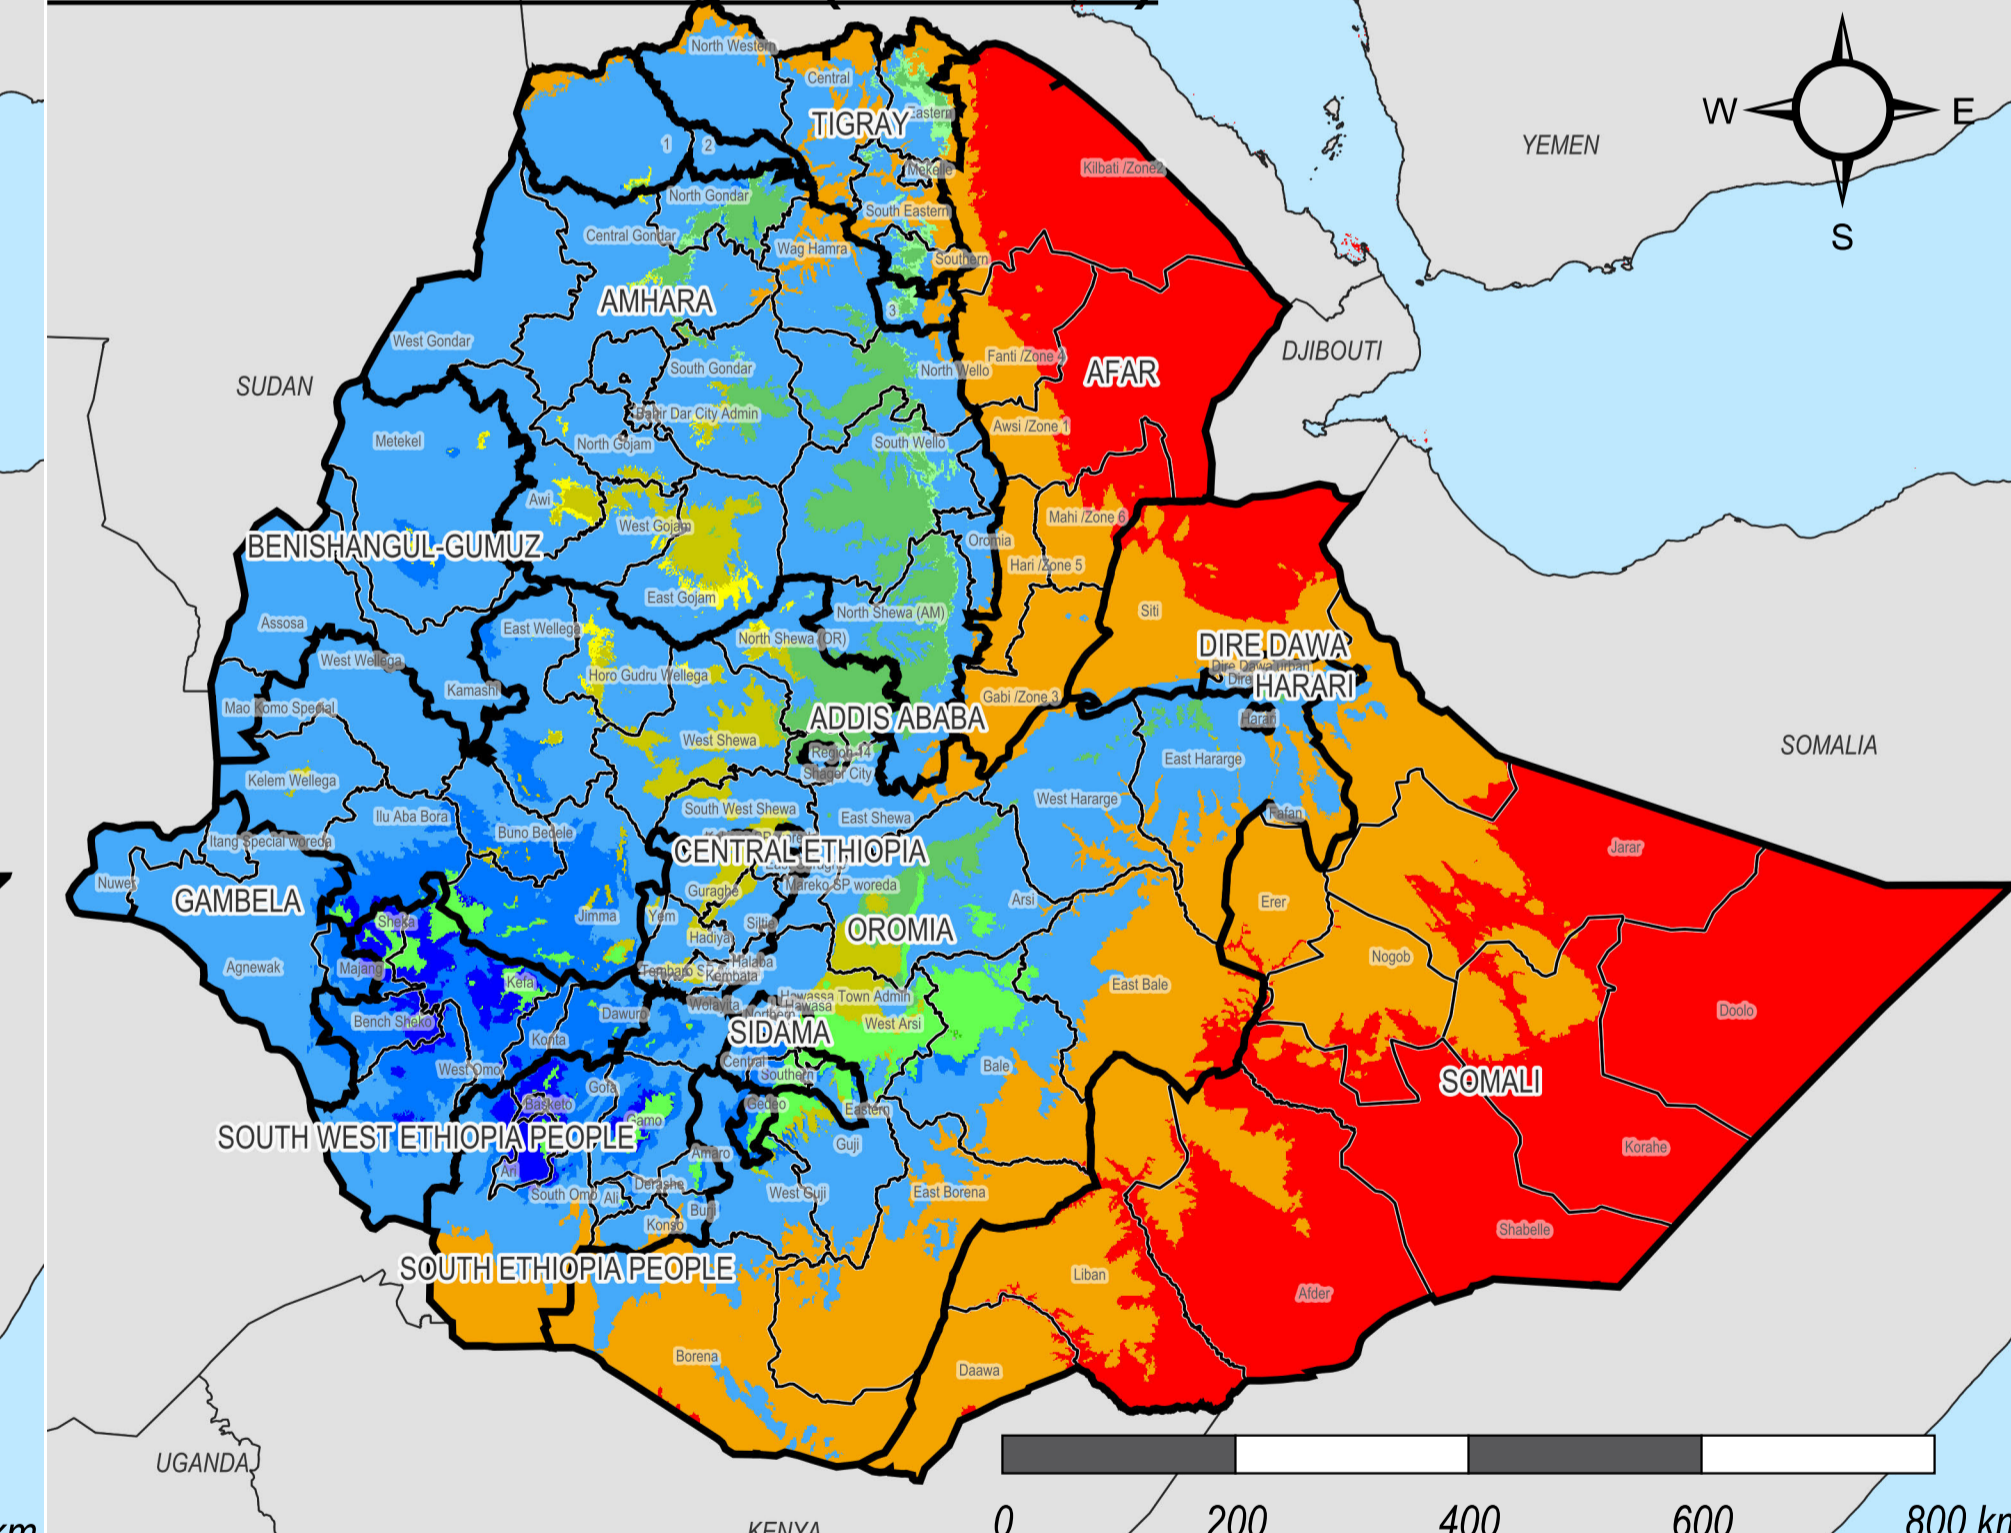 North Western
Central
TIGRAY
Eastern
W
E
S
YEMEN
1
2
Mekelle
Kilbati /Zone2
North Gondar
South Eastern
Central Gondar
Wag Hamra
Southern
AMHARA
3
West Gondar
South Gondar
North Wello
Fanti /Zone 4
AFAR
DJIBOUTI
SUDAN
Bahir Dar City Admin
Awsi /Zone 1
Metekel
North Gojam
South Wello
Awi
West Gojam
Mahi /Zone 6
BENISHANGUL-GUMUZ
Oromia
Hari /Zone 5
East Gojam
North Shewa (AM)
Siti
Assosa
East Wellega
North Shewa (OR)
DIRE DAWA
Dire Dawa urban
Dire
West Wellega
Horo Gudru Wellega
HARARI
Kamashi
Gabi /Zone 3
Mao Komo Special
ADDIS ABABA
Harari
West Shewa
Region 14
SOMALIA
Kelem Wellega
Shager City
East Hararge
West Hararge
South West Shewa
Ilu Aba Bora
East Shewa
Fafan
Buno Bedele
Itang Special woreda
CENTRAL ETHIOPIA
Jarar
Nuwer
Guraghe
Mareko SP woreda
GAMBELA
Arsi
Erer
Sheka
Jimma
Yem
Siltie
OROMIA
Hadiya
Nogob
Agnewak
Majang
Halaba
Kembata
Kefa
East Bale
Hawassa Town Admin
Wolayita
Hawasa
Northern
Doolo
Bench Sheko
Dawuro
SIDAMA
West Arsi
Konta
Central
West Omo
Southern
Bale
SOMALI
Gofa
Basketo
Gedeo
Eastern
Gamo
SOUTH WEST ETHIOPIA PEOPLE
Guji
Korahe
Amaro
Ari
Derashe
South Omo
Ali
West Guji
East Borena
Burji
Konso
Shabelle
SOUTH ETHIOPIA PEOPLE
Liban
Afder
Borena
Daawa
UGANDA
KENYA
0 200 400 600 800 km
km